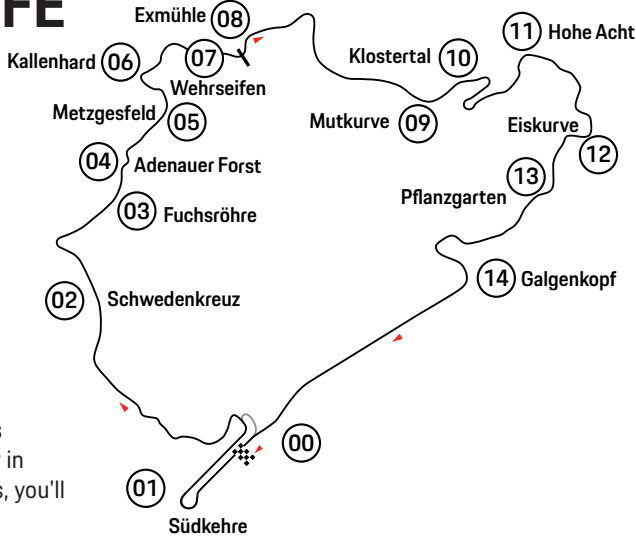 FE
Exmühle 08
11 Hohe Acht
Kallenhard 06
07
Klostertal 10
Wehrseifen
Metzgesfeld 05
Mutkurve 09
Eiskurve
12
04 Adenauer Forst
13
Pflanzgarten
03 Fuchsröhre
14 Galgenkopf
02 Schwedenkreuz
00
in
s, you'll
01
Südkehre